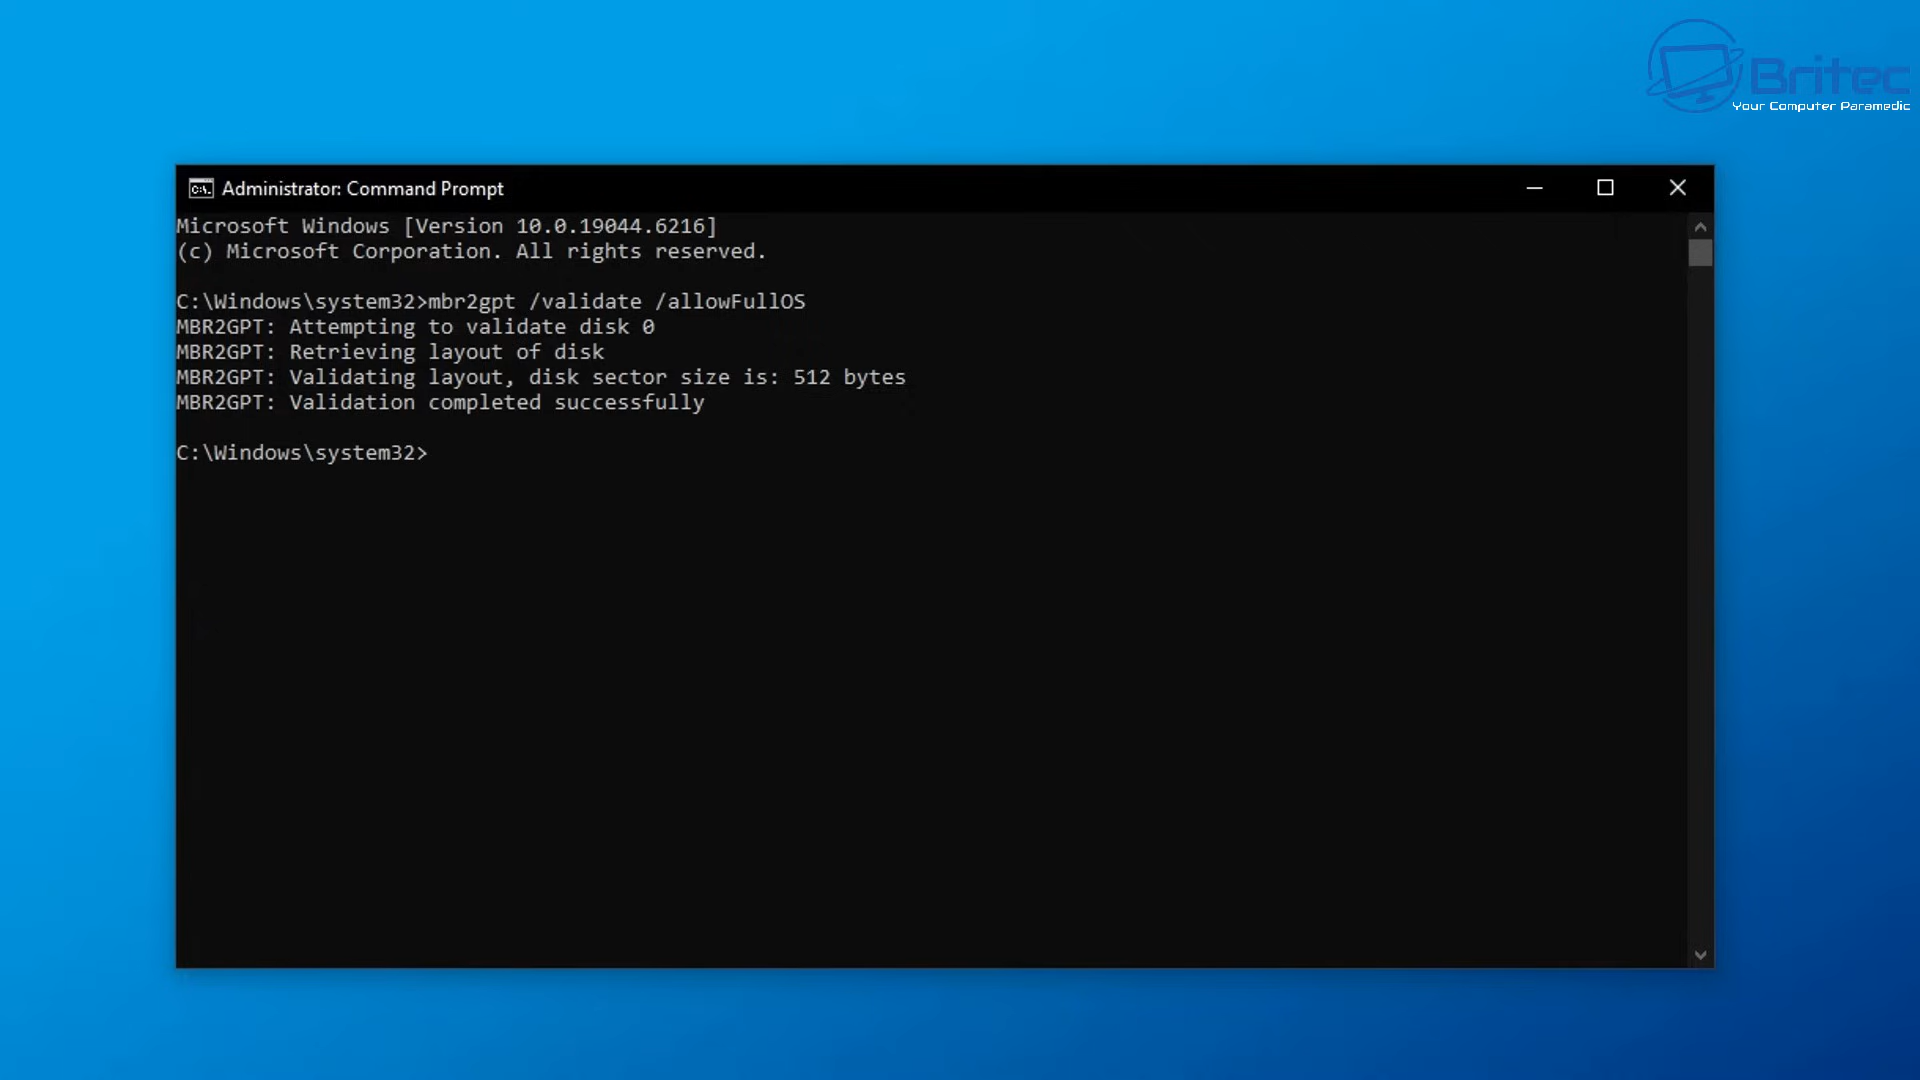 Britec
Your Computer Paramedic
Administrator: Command Prompt
Microsoft Windows [Version 10.0.19044.6216]
(c) Microsoft Corporation. All rights reserved.
C:\Windows\system32>mbr2gpt /validate /allowFullOS
MBR2GPT: Attempting to validate disk 0
MBR2GPT: Retrieving layout of disk
MBR2GPT: Validating layout, disk sector size is: 512 bytes
MBR2GPT: Validation completed successfully
C:\Windows\system32>